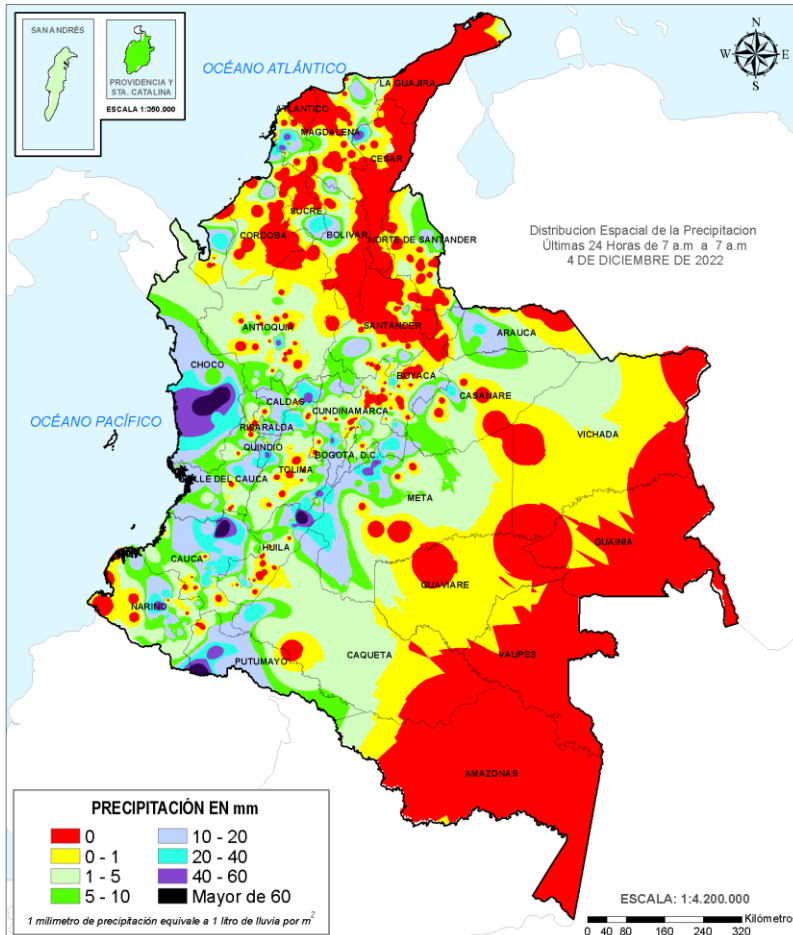 SAN ANDRÉS
PROVIDENCIA Y
STA. CATALINA
ESCALA 1:350.000
N
W E
S
OCÉANO ATLÁNTICO
LA GUAJIRA
ATLANTICO
MAGDALENA
CESAR
SUCRE
CORDOBA
BOLIVAR
NORTE DE SANTANDER
Distribucion Espacial de la Precipitacion
Últimas 24 Horas de 7 a.m a 7 a.m
4 DE DICIEMBRE DE 2022
ANTIOQUIA
SANTANDER
ARAUCA
CHOCO
BOYACA
CASANARE
CALDAS
CUNDINAMARCA
OCÉANO PACÍFICO
RISARALDA
VICHADA
QUINDIO
BOGOTA, D.C.
TOLIMA
VALLE DEL CAUCA
META
GUAINIA
HUILA
CAUCA
GUAVIARE
NARIÑO
CAQUETA
VAUPES
PUTUMAYO
AMAZONAS
PRECIPITACIÓN EN mm
0 10 - 20
0 - 1 20 - 40
1 - 5 40 - 60
5 - 10 Mayor de 60
1 milimetro de precipitación equivale a 1 litro de lluvia por m²
ESCALA: 1:4.200.000
Kilómetro
0 40 80 160 240 320